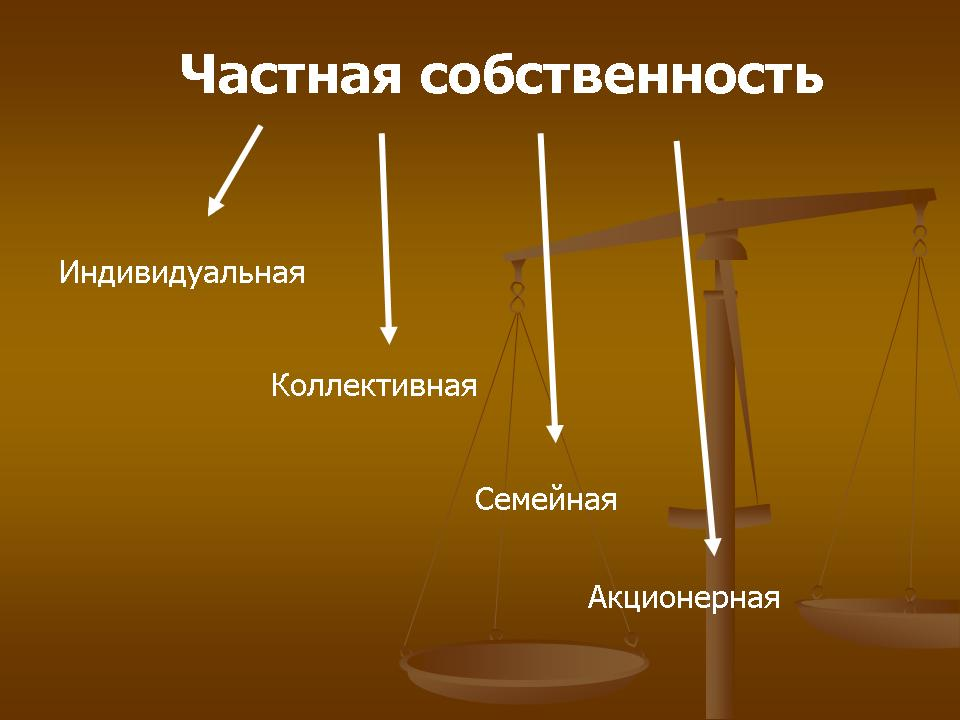 Частная собственность
Индивидуальная
Коллективная
Семейная
Акционерная